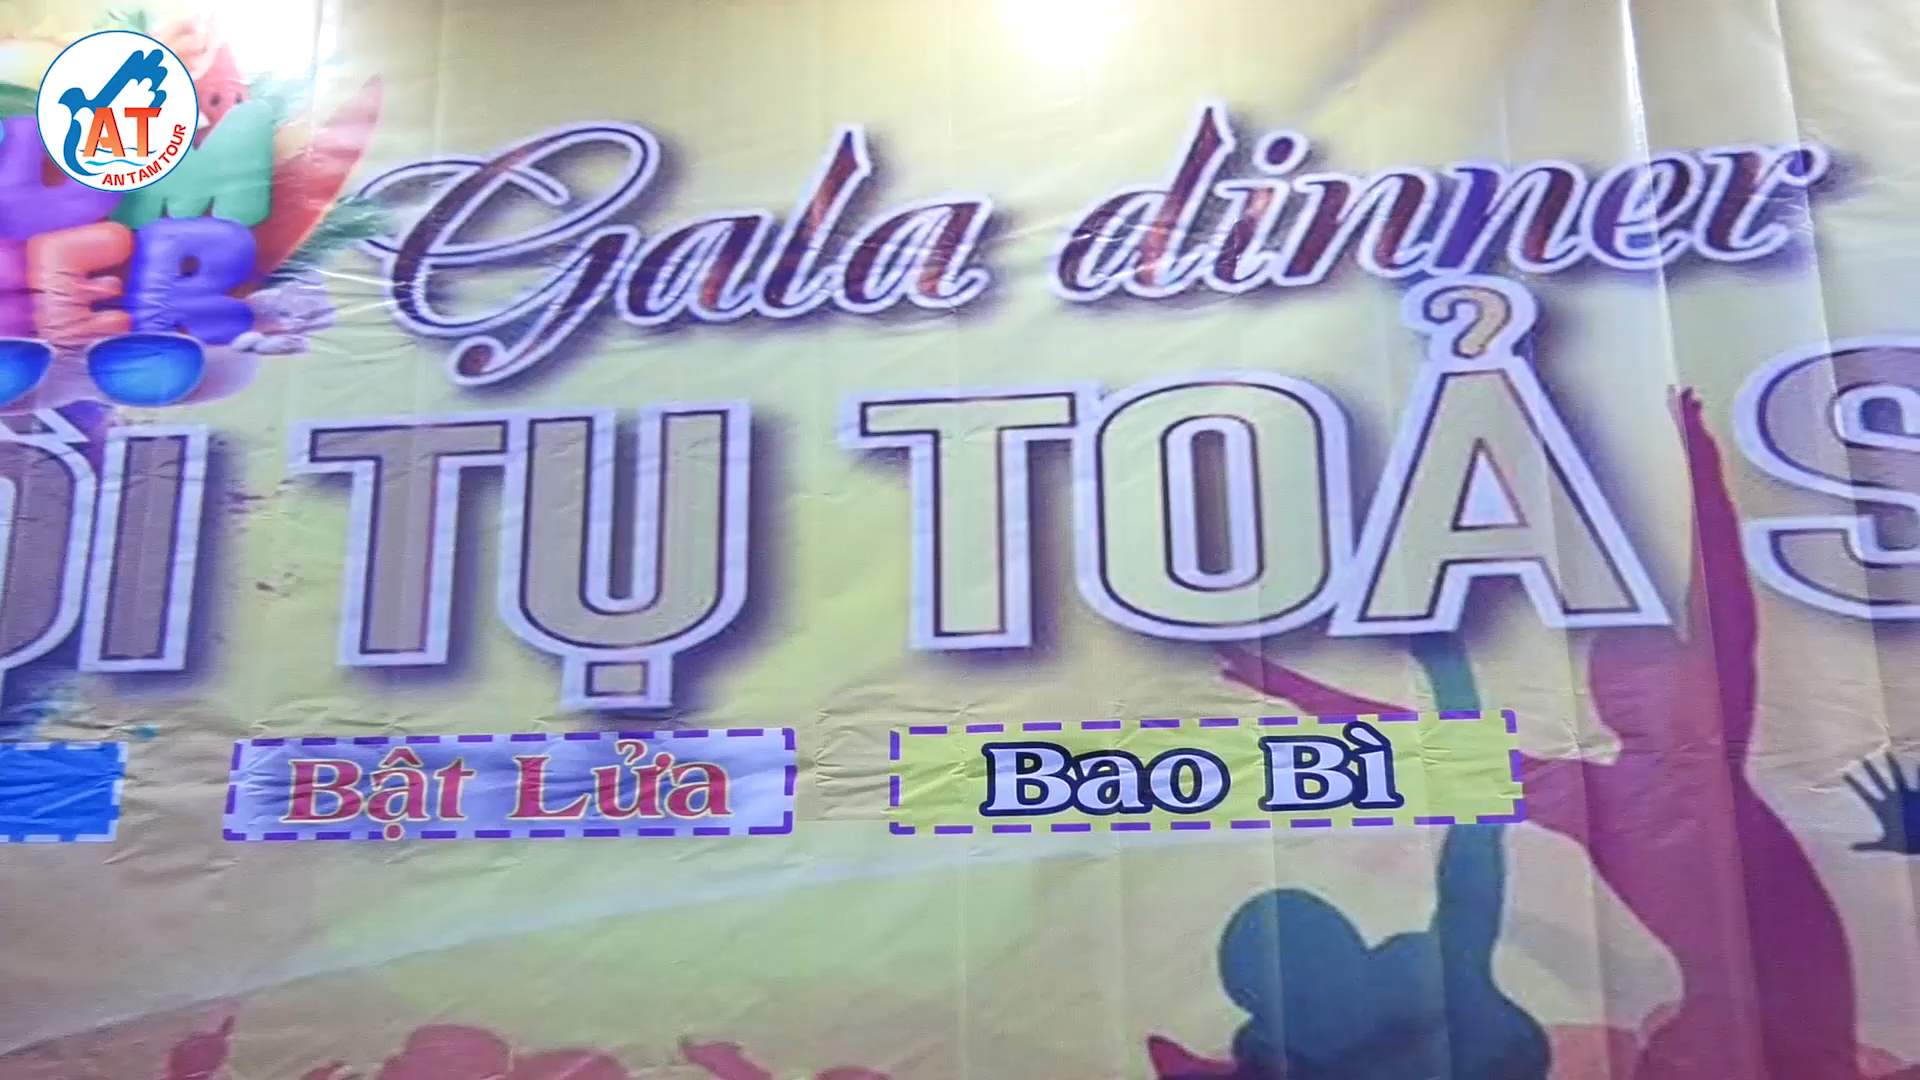 AT
AN TAM TOUR
Gala dinner
TỤ TOẢ
Bật Lửa
Bao Bì